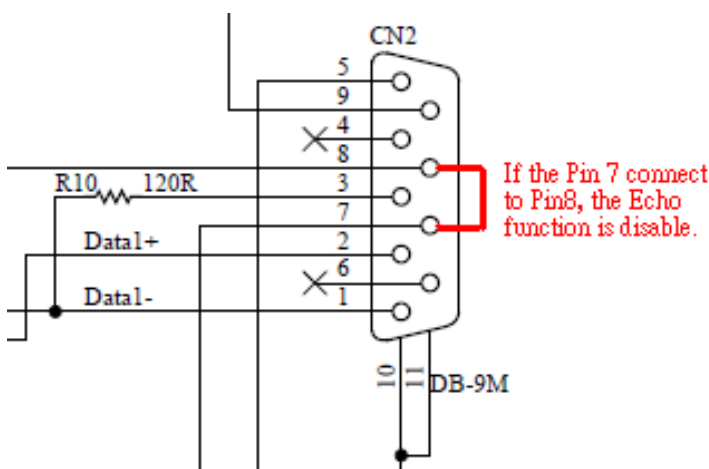 CN2
5
9
4
8
R10 120R 3
7
Data1+ 2
6
Data1- 1
If the Pin 7 connect
to Pin8, the Echo
function is disable.
10
11
DB-9M